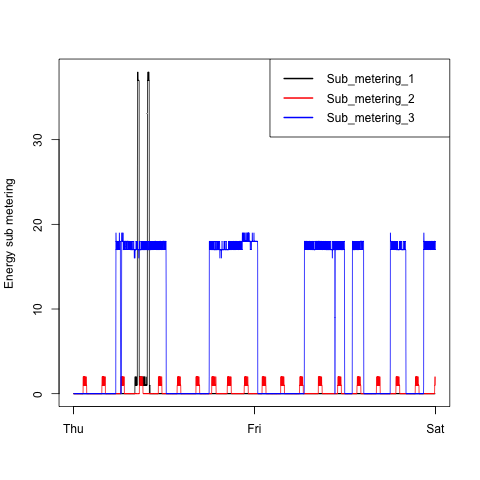 Sub_metering_1
Sub_metering_2
Sub_metering_3
Energy sub metering
30
20
10
0
Thu Fri Sat